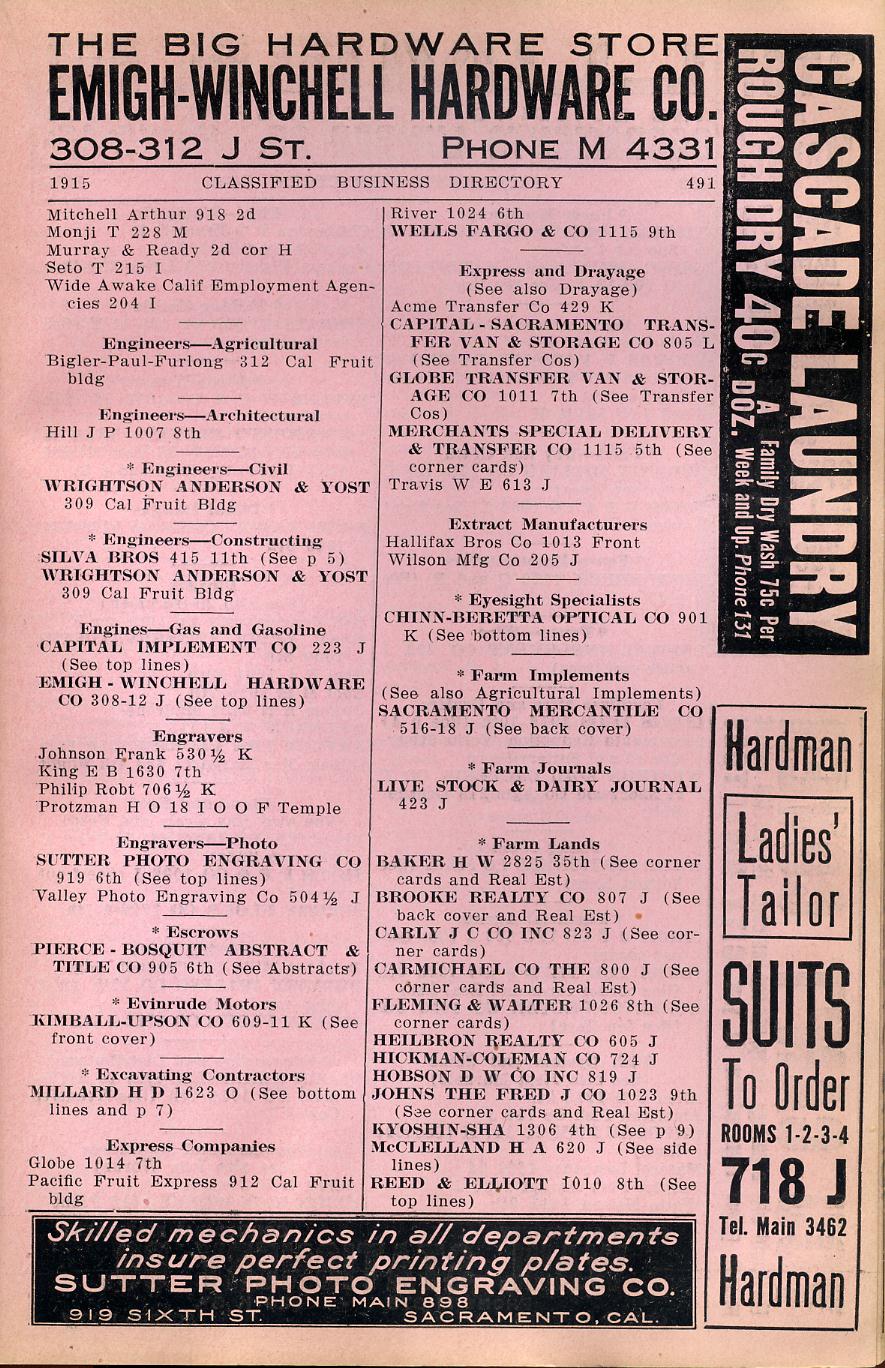 THE BIG HARDWARE STORE
EMIGH-WINCHELL HARDWARE CO.
308-312 J ST. PHONE M 4331
1915 CLASSIFIED BUSINESS DIRECTORY 491
Mitchell Arthur 918 2d
Monji T 228 M
Murray & Ready 2d cor H
Seto T 215 I
Wide Awake Calif Employment Agen-
cies 204 I
Engineers—Agricultural
Bigler-Paul-Furlong 312 Cal Fruit
bldg
Engineers—Architectural
Hill J P 1007 8th
* Engineers—Civil
WRIGHTSON ANDERSON & YOST
309 Cal Fruit Bldg
* Engineers—Constructing
SILVA BROS 415 11th (See p 5)
WRIGHTSON ANDERSON & YOST
309 Cal Fruit Bldg
Engines—Gas and Gasoline
CAPITAL IMPLEMENT CO 223 J
(See top lines)
EMIGH - WINCHELL HARDWARE
CO 308-12 J (See top lines)
Engravers
Johnson Frank 530½ K
King E B 1630 7th
Philip Robt 706½ K
Protzman H O 18 I O O F Temple
Engravers—Photo
SUTTER PHOTO ENGRAVING CO
919 6th (See top lines)
Valley Photo Engraving Co 504½ J
* Escrows
PIERCE - BOSQUIT ABSTRACT &
TITLE CO 905 6th (See Abstracts)
* Evinrude Motors
KIMBALL-UPSON CO 609-11 K (See
front cover)
* Excavating Contractors
MILLARD H D 1623 O (See bottom
lines and p 7)
Express Companies
Globe 1014 7th
Pacific Fruit Express 912 Cal Fruit
bldg
River 1024 6th
WELLS FARGO & CO 1115 9th
Express and Drayage
(See also Drayage)
Acme Transfer Co 429 K
CAPITAL - SACRAMENTO TRANS-
FER VAN & STORAGE CO 805 L
(See Transfer Cos)
GLOBE TRANSFER VAN & STOR-
AGE CO 1011 7th (See Transfer
Cos)
MERCHANTS SPECIAL DELIVERY
& TRANSFER CO 1115 5th (See
corner cards)
Travis W E 613 J
Extract Manufacturers
Hallifax Bros Co 1013 Front
Wilson Mfg Co 205 J
* Eyesight Specialists
CHINN-BERETTA OPTICAL CO 901
K (See bottom lines)
* Farm Implements
(See also Agricultural Implements)
SACRAMENTO MERCANTILE CO
516-18 J (See back cover)
* Farm Journals
LIVE STOCK & DAIRY JOURNAL
423 J
* Farm Lands
BAKER H W 2825 35th (See corner
cards and Real Est)
BROOKE REALTY CO 807 J (See
back cover and Real Est)
CARLY J C CO INC 823 J (See cor-
ner cards)
CARMICHAEL CO THE 800 J (See
corner cards and Real Est)
FLEMING & WALTER 1026 8th (See
corner cards)
HEILBRON REALTY CO 605 J
HICKMAN-COLEMAN CO 724 J
HOBSON D W CO INC 819 J
JOHNS THE FRED J CO 1023 9th
(See corner cards and Real Est)
KYOSHIN-SHA 1306 4th (See p 9)
McCLELLAND H A 620 J (See side
lines)
REED & ELLIOTT 1010 8th (See
top lines)
CASCADE LAUNDRY
ROUGH DRY 40c DOZ.
A Family Dry Wash 75c Per
Week and Up. Phone 131
Hardman
Ladies'
Tailor
SUITS
To Order
ROOMS 1-2-3-4
718 J
Tel. Main 3462
Hardman
Skilled mechanics in all departments
insure perfect printing plates.
SUTTER PHOTO ENGRAVING CO.
PHONE MAIN 898
919 SIXTH ST. SACRAMENTO, CAL.